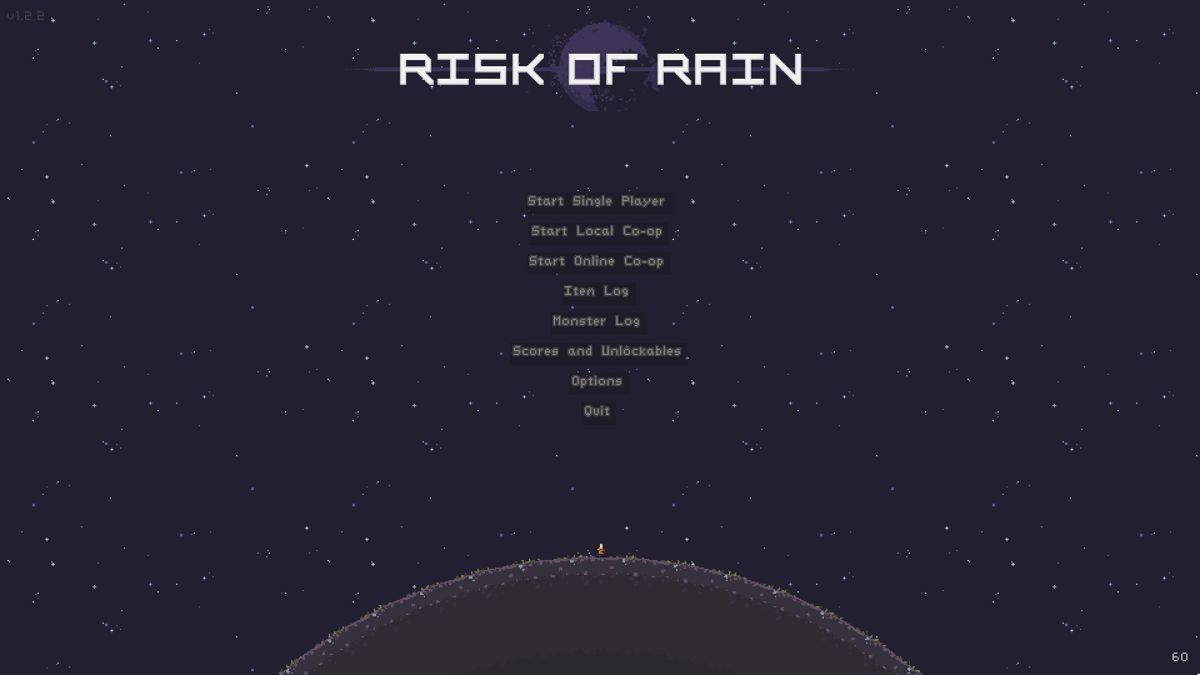 v1.2.2
RISK OF RAIN
Start Single Player
Start Local Co-op
Start Online Co-op
Item Log
Monster Log
Scores and Unlockables
Options
Quit
60